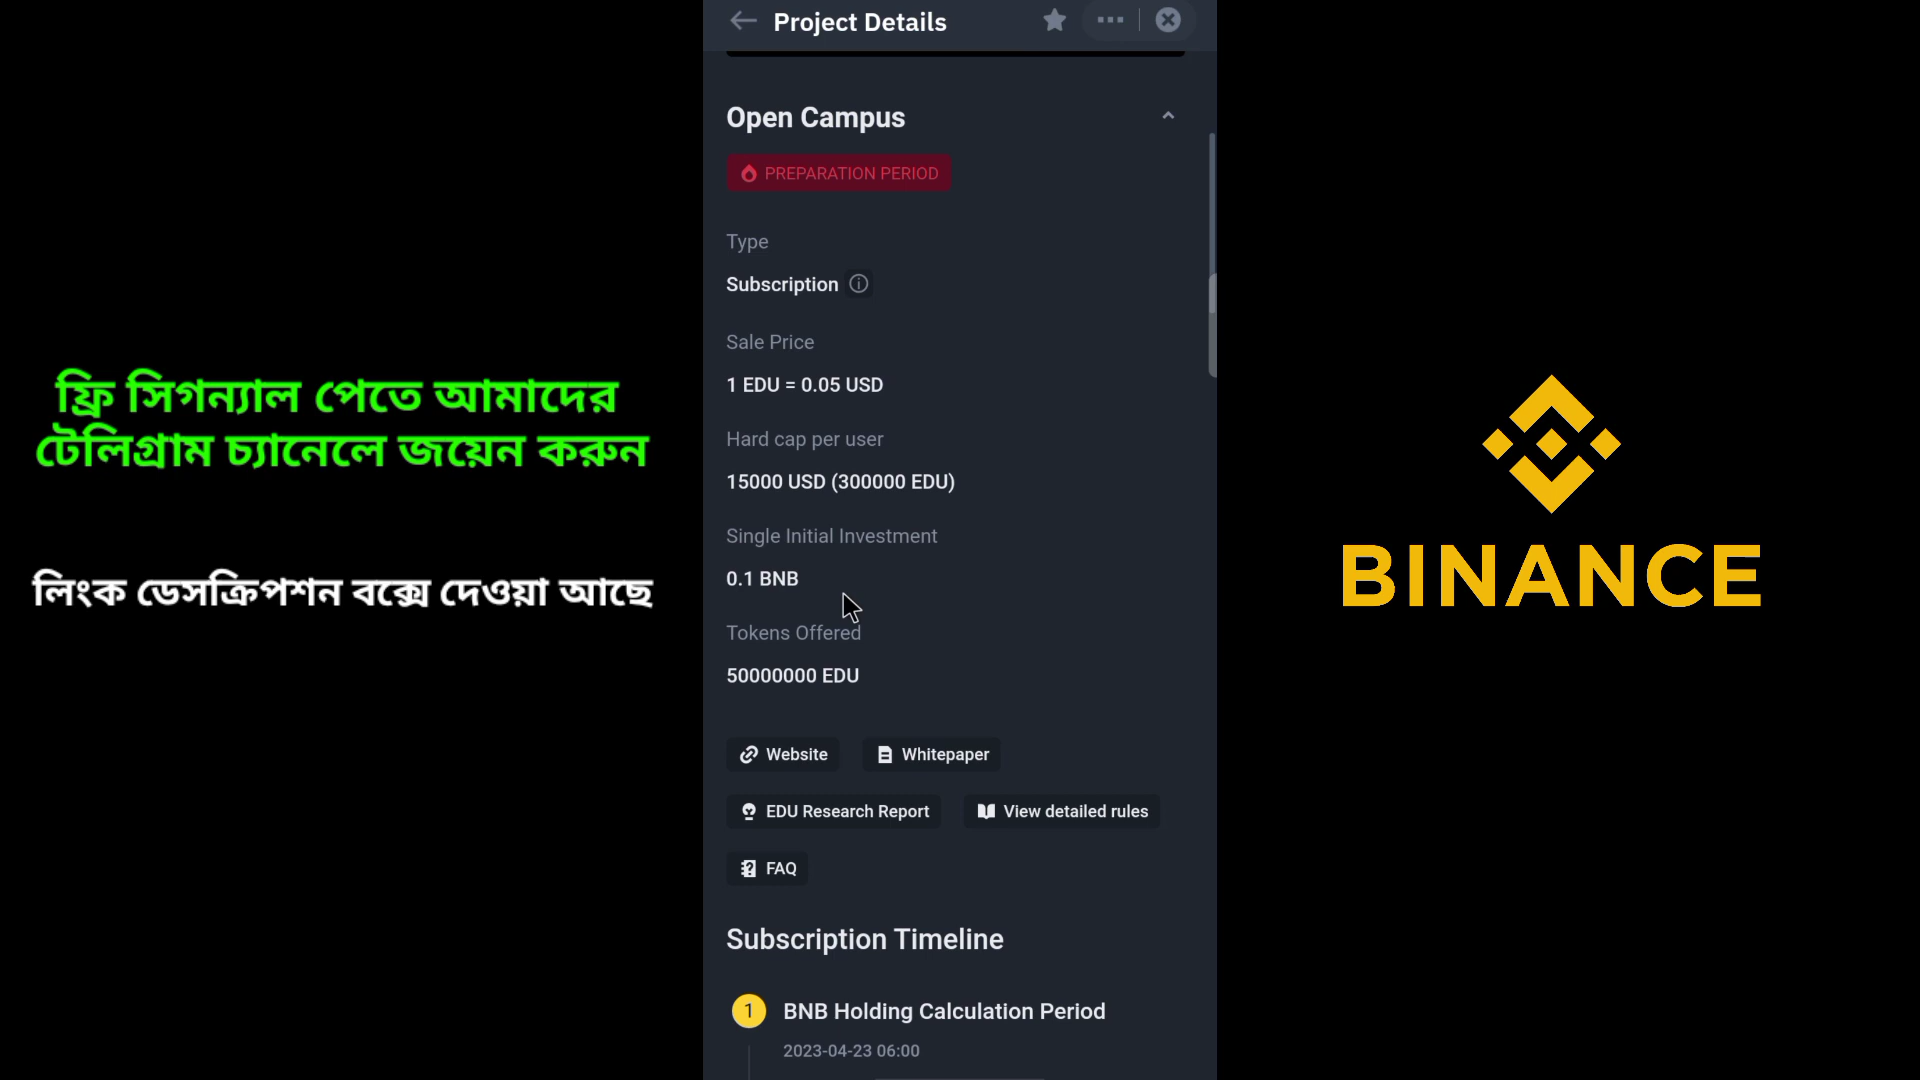 Project Details
Open Campus
PREPARATION PERIOD
Type
Subscription
Sale Price
1 EDU = 0.05 USD
Hard cap per user
15000 USD (300000 EDU)
Single Initial Investment
0.1 BNB
Tokens Offered
50000000 EDU
Website
Whitepaper
EDU Research Report
View detailed rules
FAQ
Subscription Timeline
1
BNB Holding Calculation Period
2023-04-23 06:00
ফ্রি সিগন্যাল পেতে আমাদের
টেলিগ্রাম চ্যানেলে জয়েন করুন
লিংক ডেসক্রিপশন বক্সে দেওয়া আছে
BINANCE